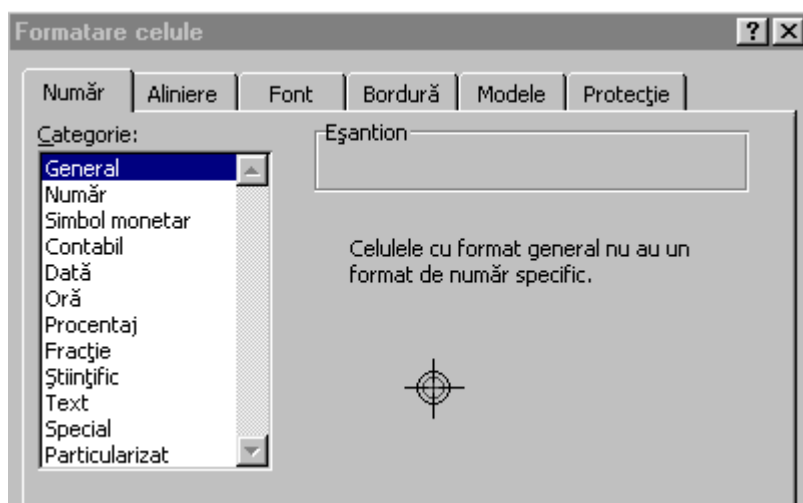 Formatare celule
Număr Aliniere Font Bordură Modele Protecţie
Categorie:
General
Număr
Simbol monetar
Contabil
Dată
Oră
Procentaj
Fracţie
Ştiinţific
Text
Special
Particularizat
Eşantion
Celulele cu format general nu au un
format de număr specific.